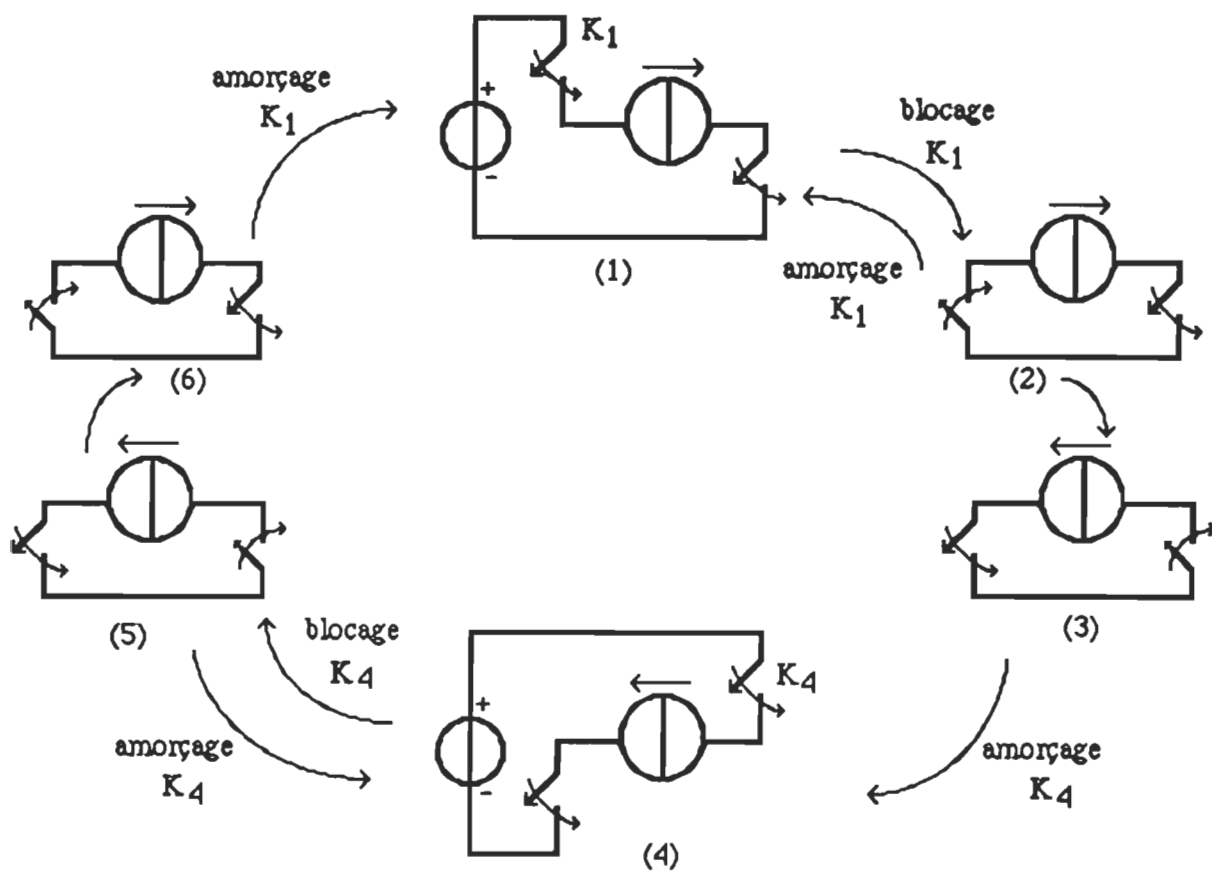 K1
amorçage
K1
+
-
blocage
K1
(1)
amorçage
K1
(6)
(2)
(5)
(3)
blocage
K4
K4
+
-
amorçage
K4
amorçage
K4
(4)